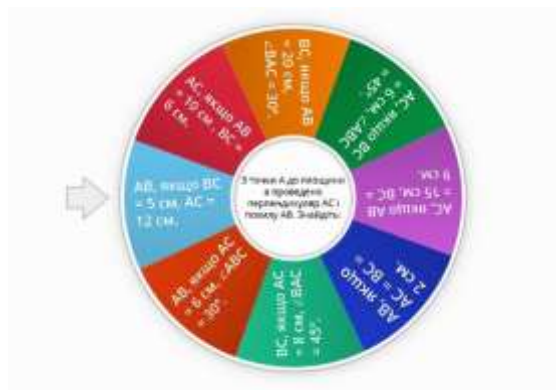 З точки А до площини
α проведено
перпендикуляр АС і
похилу АВ. Знайдіть:
АВ, якщо ВС
= 5 см, АС =
12 см.
АС, якщо АВ
= 10 см, ВС =
6 см.
ВС, якщо АВ
= 20 см,
∠ВАС = 30°.
АС, якщо ВС
= 6 см, ∠АВС
= 45°.
АС, якщо АВ
= 15 см, ВС =
9 см.
АВ, якщо
АС = ВС =
2 см.
ВС, якщо АС
= 8 см, ∠ВАС
= 45°.
АВ, якщо АС
= 6 см, ∠АВС
= 30°.